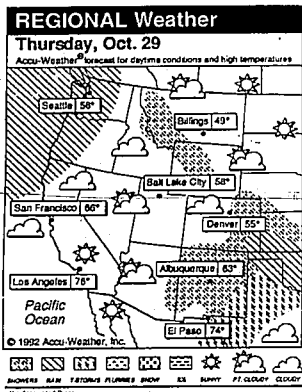 REGIONAL Weather
Thursday, Oct. 29
Accu-Weather® forecast for daytime conditions and high temperatures
Seattle 58°
Billings 49°
Salt Lake City 58°
San Francisco 66°
Denver 55°
Albuquerque 63°
Los Angeles 76°
Pacific
Ocean
El Paso 74°
© 1992 Accu-Weather, Inc.
SHOWERS RAIN T-STORMS FLURRIES SNOW ICE SUNNY PT. CLOUDY CLOUDY